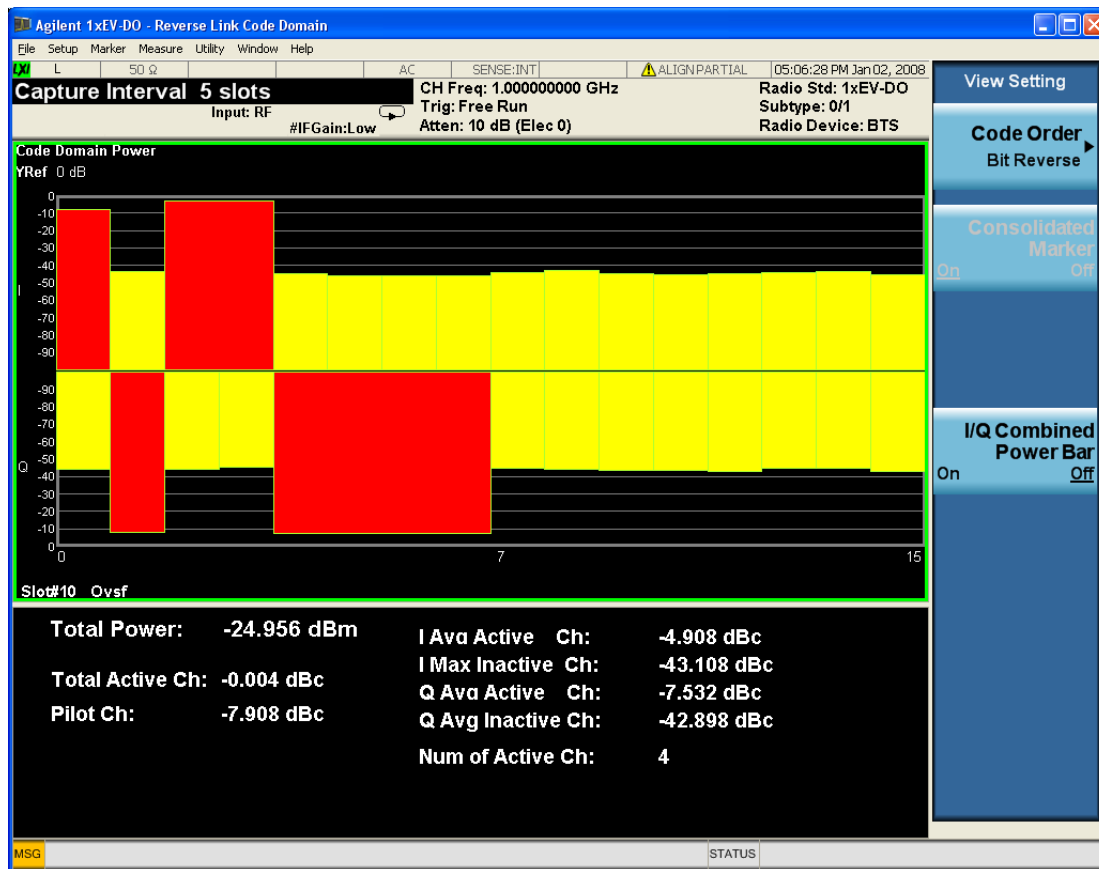 Agilent 1xEV-DO - Reverse Link Code Domain
File Setup Marker Measure Utility Window Help
LXI L 50 Ω AC SENSE:INT ALIGN PARTIAL 05:06:28 PM Jan 02, 2008
Capture Interval 5 slots
Input: RF
#IFGain:Low
CH Freq: 1.000000000 GHz
Trig: Free Run
Atten: 10 dB (Elec 0)
Radio Std: 1xEV-DO
Subtype: 0/1
Radio Device: BTS
Code Domain Power
YRef 0 dB
0
-10
-20
-30
-40
-50
-60
-70
-80
-90
I
-90
-80
-70
-60
-50
-40
-30
-20
-10
0
Q
0 7 15
Slot#10 Ovsf
Total Power: -24.956 dBm
Total Active Ch: -0.004 dBc
Pilot Ch: -7.908 dBc
I Avg Active Ch: -4.908 dBc
I Max Inactive Ch: -43.108 dBc
Q Avg Active Ch: -7.532 dBc
Q Avg Inactive Ch: -42.898 dBc
Num of Active Ch: 4
View Setting
Code Order
Bit Reverse
Consolidated
Marker
On Off
I/Q Combined
Power Bar
On Off
MSG STATUS